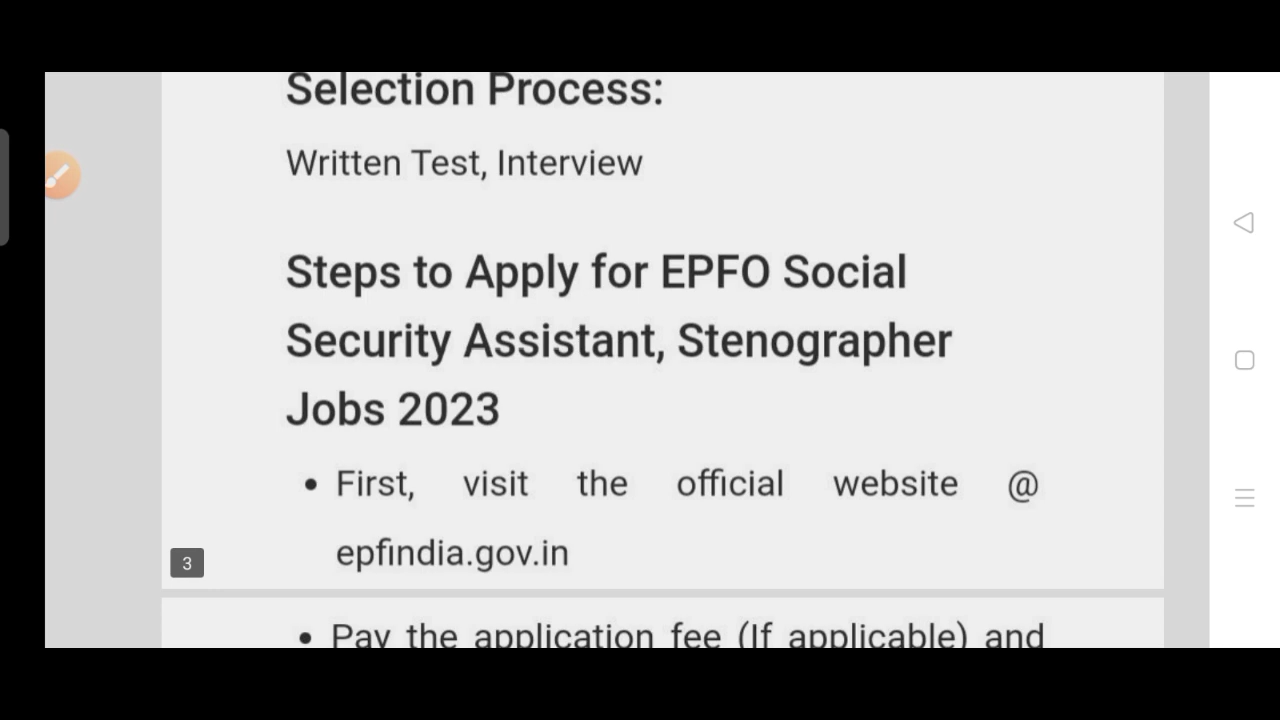 Selection Process:
Written Test, Interview
Steps to Apply for EPFO Social
Security Assistant, Stenographer
Jobs 2023
• First, visit the official website @
epfindia.gov.in
3
• Pay the application fee (If applicable) and